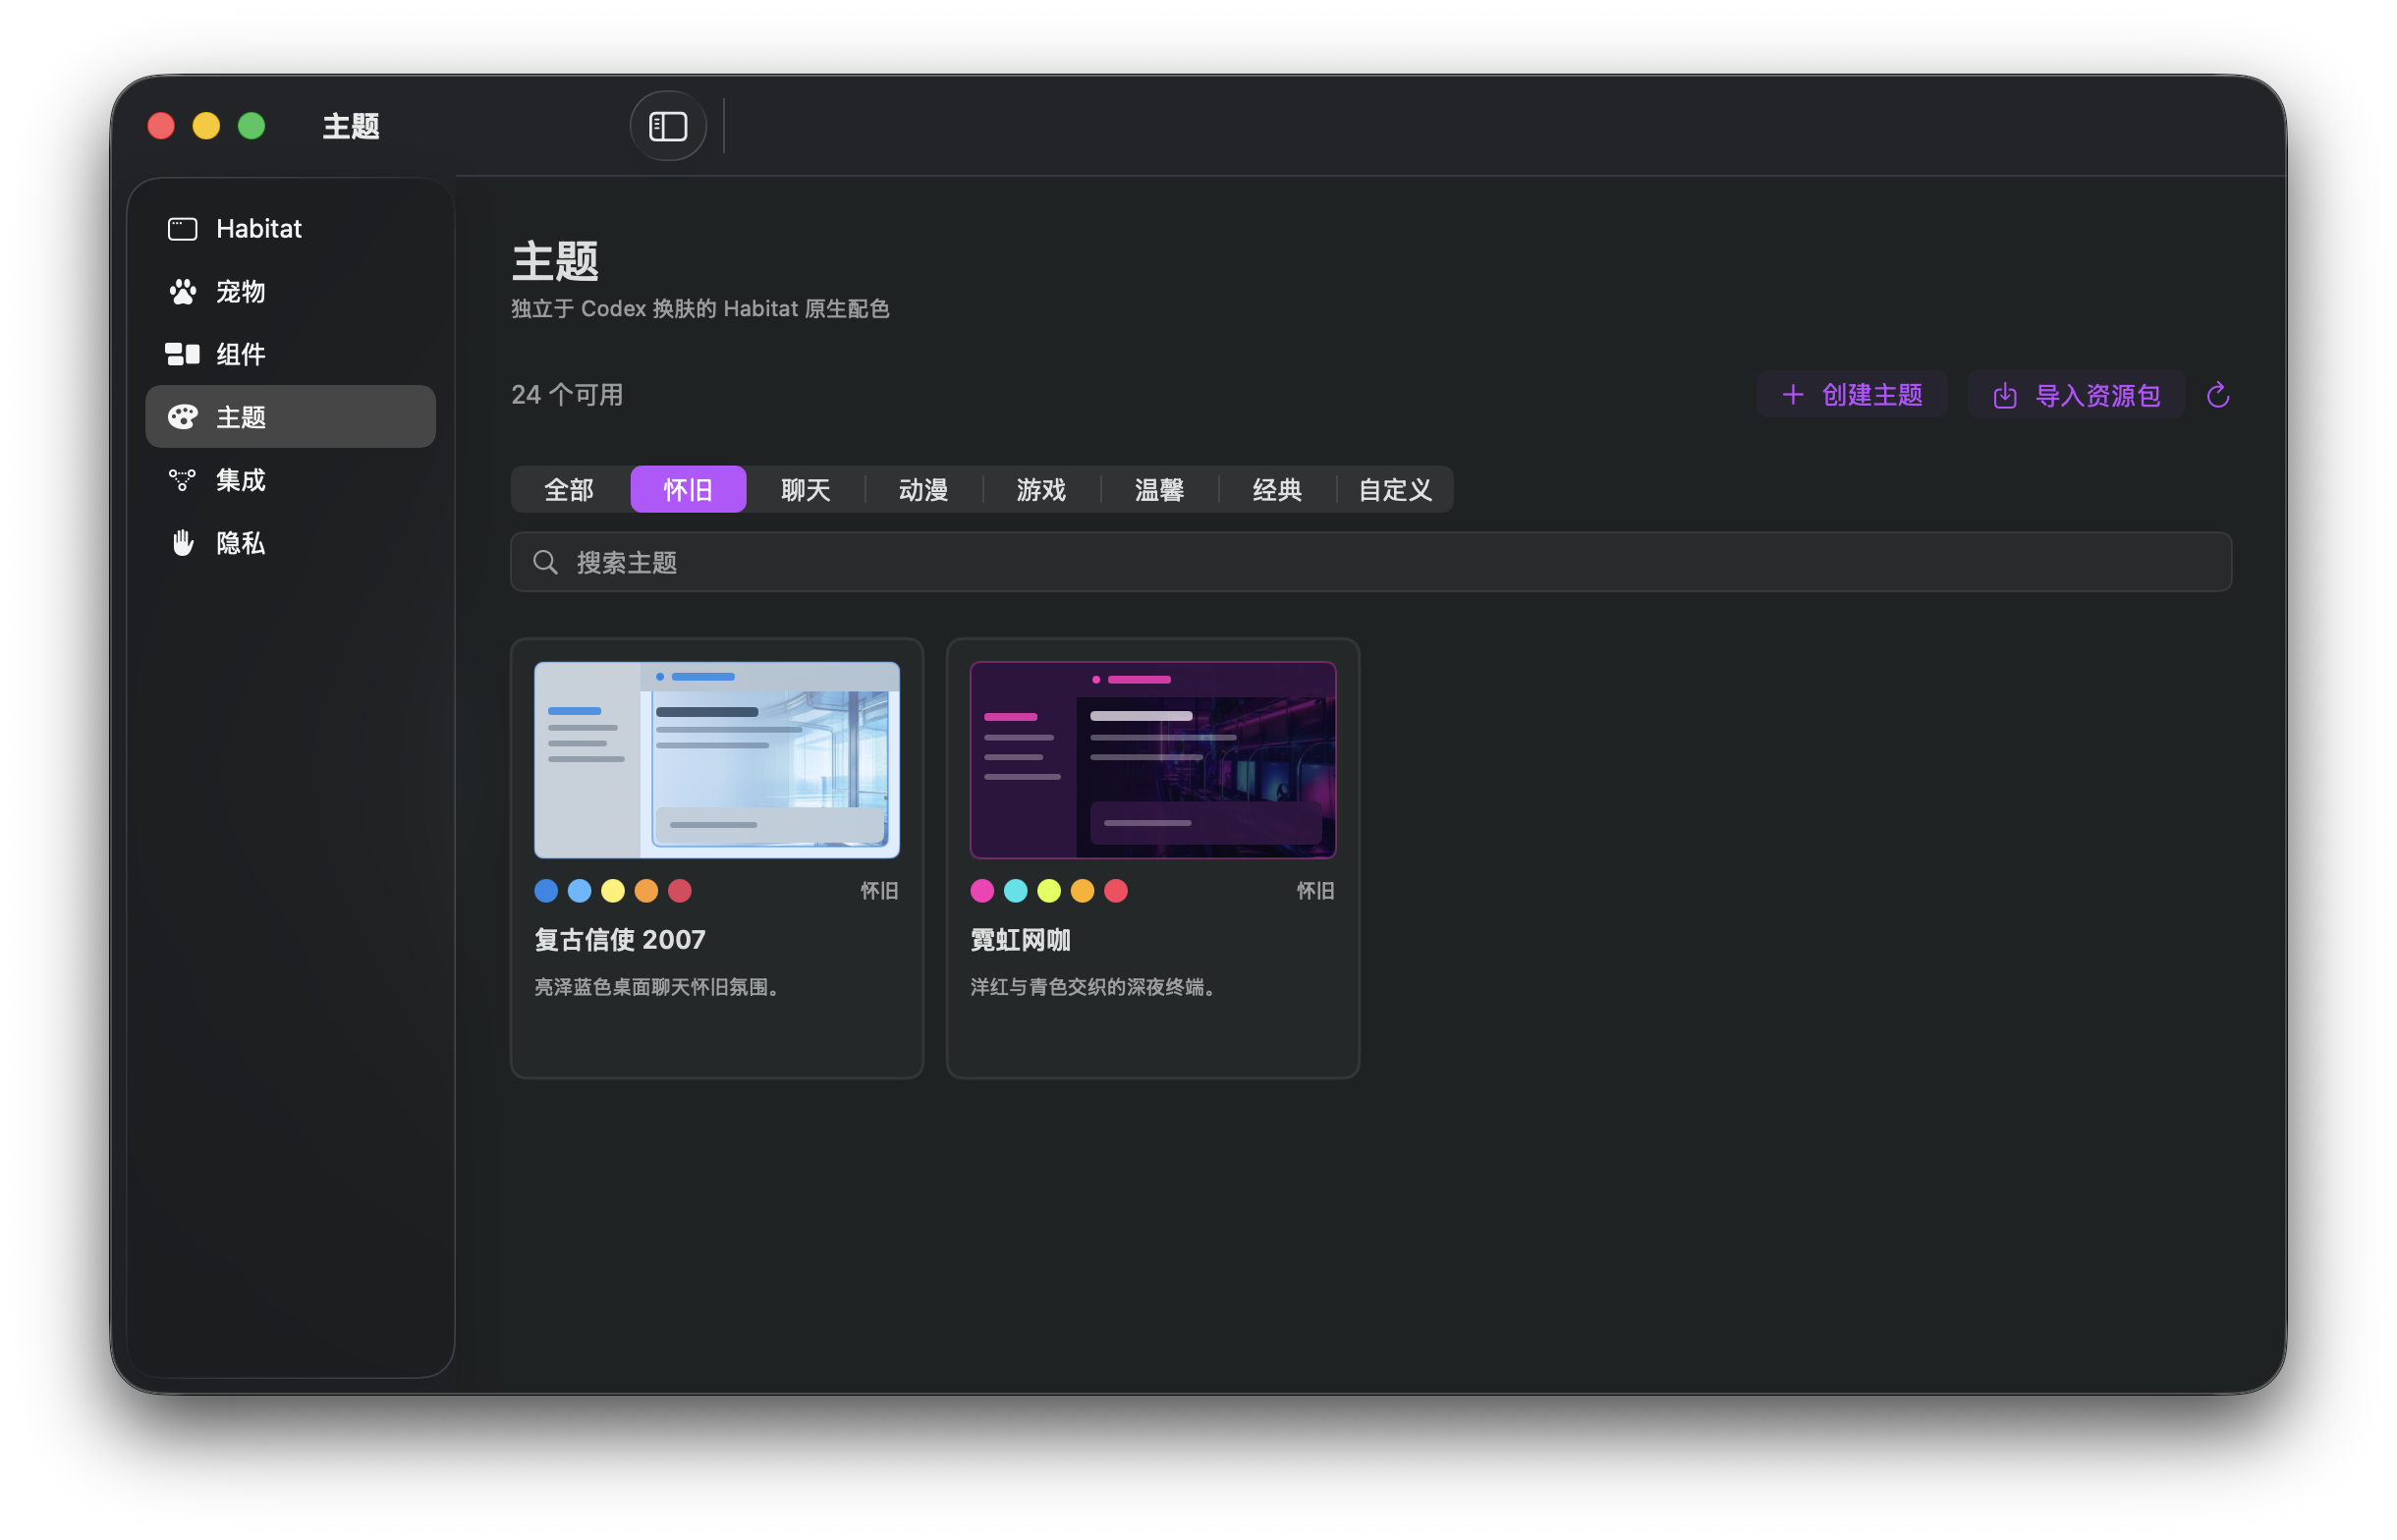 主题
Habitat
宠物
组件
主题
集成
隐私
主题
独立于 Codex 换肤的 Habitat 原生配色
24 个可用
创建主题
导入资源包
全部 怀旧 聊天 动漫 游戏 温馨 经典 自定义
搜索主题
怀旧
复古信使 2007
亮泽蓝色桌面聊天怀旧氛围。
怀旧
霓虹网咖
洋红与青色交织的深夜终端。